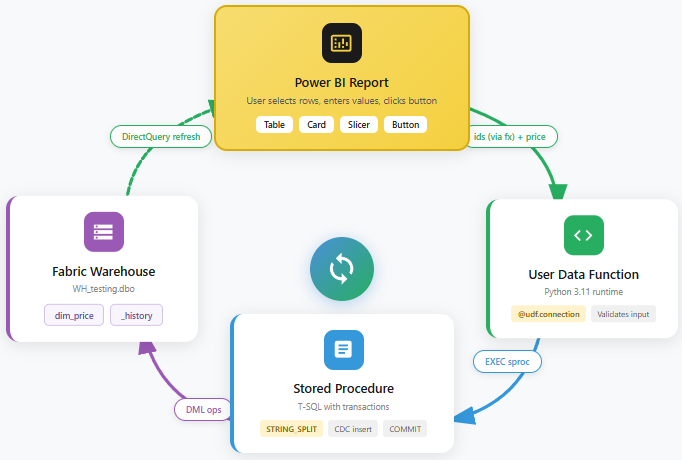 Power BI Report
User selects rows, enters values, clicks button
Table Card Slicer Button
DirectQuery refresh
ids (via fx) + price
Fabric Warehouse
WH_testing.dbo
dim_price _history
User Data Function
Python 3.11 runtime
@udf.connection Validates input
Stored Procedure
T-SQL with transactions
STRING_SPLIT CDC insert COMMIT
EXEC sproc
DML ops